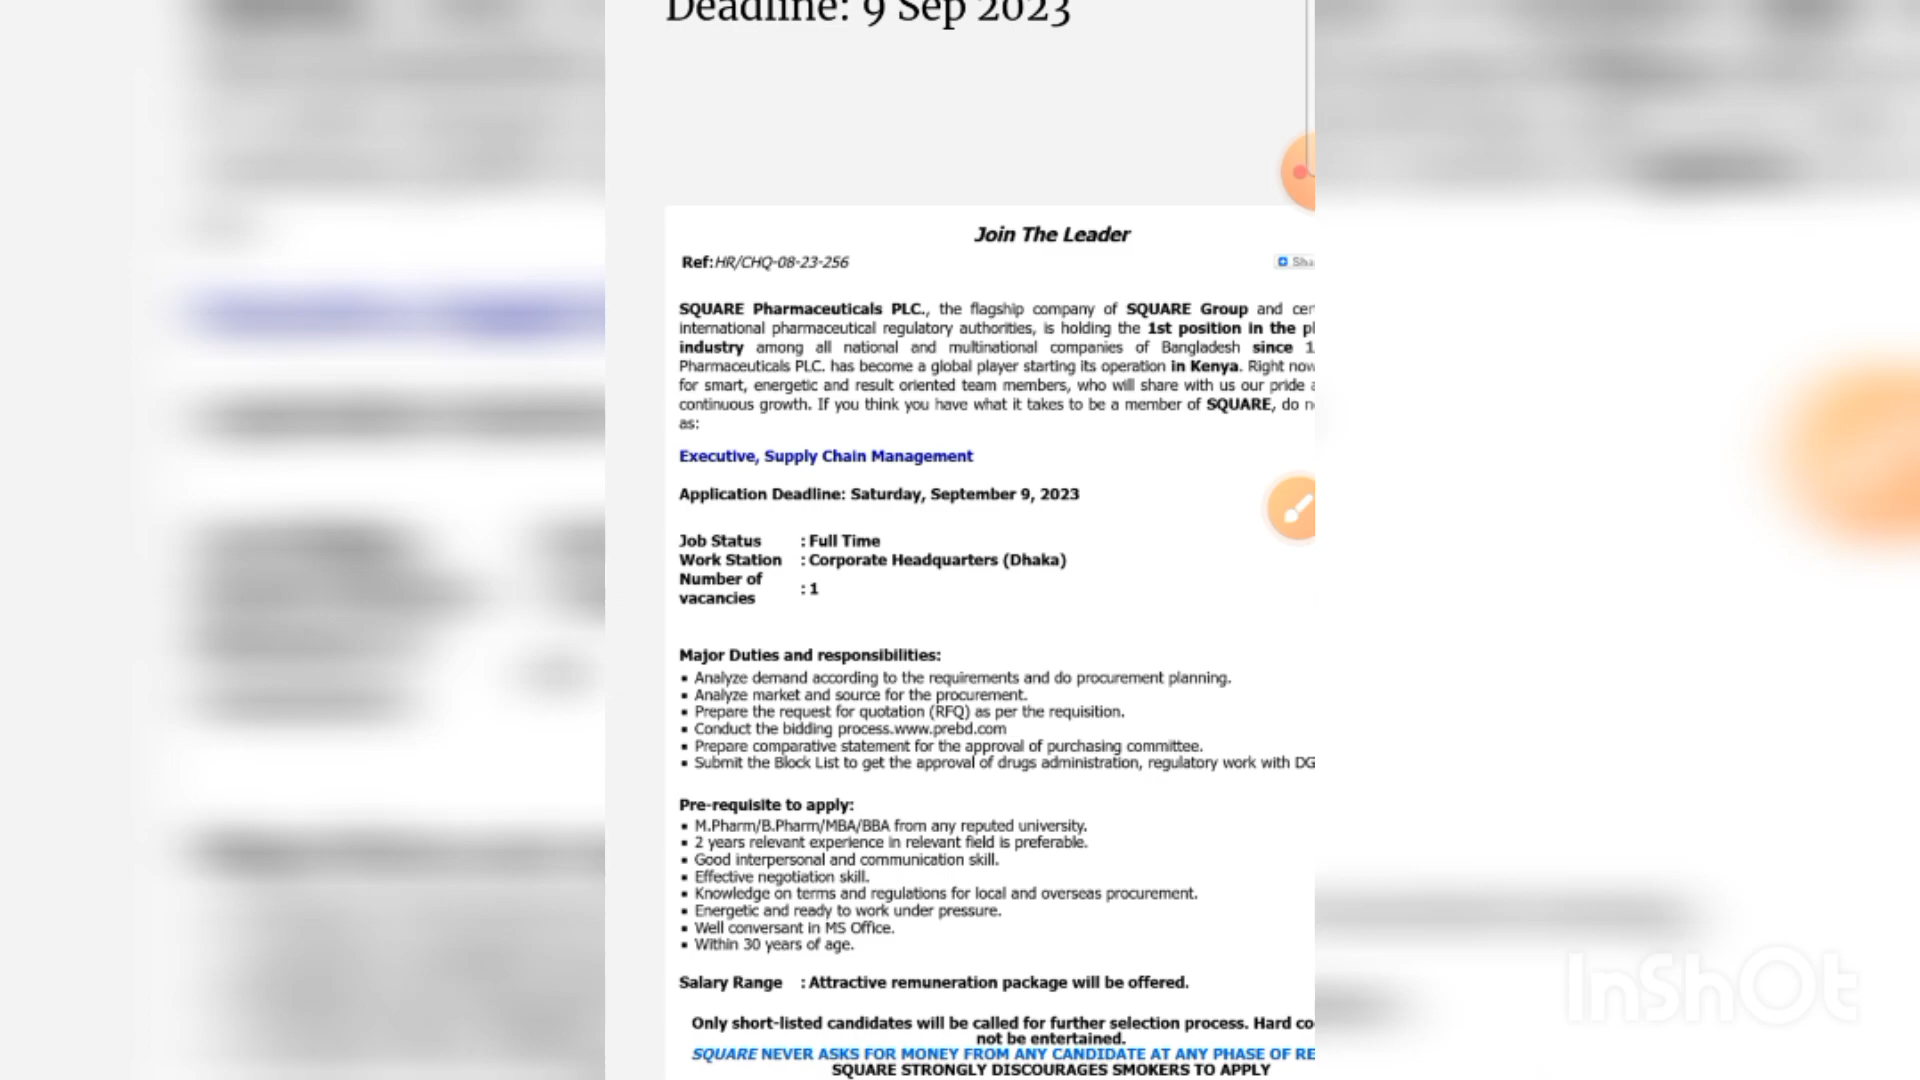 Deadline: 9 Sep 2023
Join The Leader
Ref:HR/CHQ-08-23-256
Sha
SQUARE Pharmaceuticals PLC., the flagship company of SQUARE Group and cer
international pharmaceutical regulatory authorities, is holding the 1st position in the p
industry among all national and multinational companies of Bangladesh since 1
Pharmaceuticals PLC. has become a global player starting its operation in Kenya. Right now
for smart, energetic and result oriented team members, who will share with us our pride a
continuous growth. If you think you have what it takes to be a member of SQUARE, do n
as:
Executive, Supply Chain Management
Application Deadline: Saturday, September 9, 2023
Job Status : Full Time
Work Station : Corporate Headquarters (Dhaka)
Number of vacancies : 1
Major Duties and responsibilities:
▪ Analyze demand according to the requirements and do procurement planning.
▪ Analyze market and source for the procurement.
▪ Prepare the request for quotation (RFQ) as per the requisition.
▪ Conduct the bidding process.www.prebd.com
▪ Prepare comparative statement for the approval of purchasing committee.
▪ Submit the Block List to get the approval of drugs administration, regulatory work with DG
Pre-requisite to apply:
▪ M.Pharm/B.Pharm/MBA/BBA from any reputed university.
▪ 2 years relevant experience in relevant field is preferable.
▪ Good interpersonal and communication skill.
▪ Effective negotiation skill.
▪ Knowledge on terms and regulations for local and overseas procurement.
▪ Energetic and ready to work under pressure.
▪ Well conversant in MS Office.
▪ Within 30 years of age.
Salary Range : Attractive remuneration package will be offered.
Only short-listed candidates will be called for further selection process. Hard co
not be entertained.
SQUARE NEVER ASKS FOR MONEY FROM ANY CANDIDATE AT ANY PHASE OF RE
SQUARE STRONGLY DISCOURAGES SMOKERS TO APPLY
InShOt